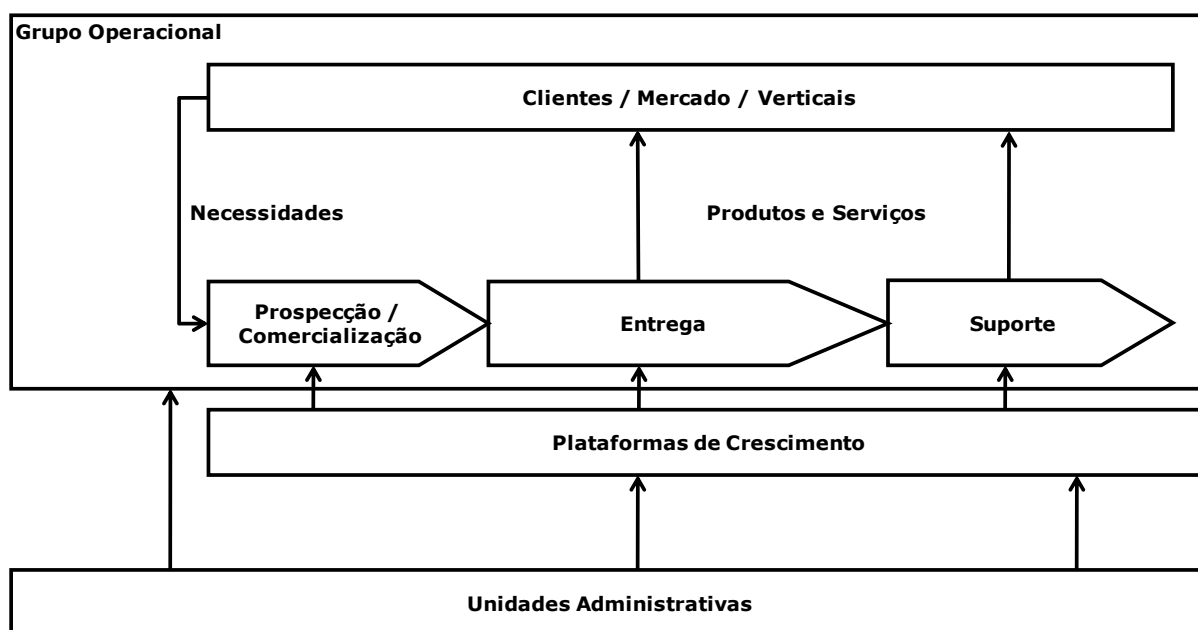 Grupo Operacional
Clientes / Mercado / Verticais
Necessidades
Produtos e Serviços
Prospecção /
Comercialização
Entrega
Suporte
Plataformas de Crescimento
Unidades Administrativas